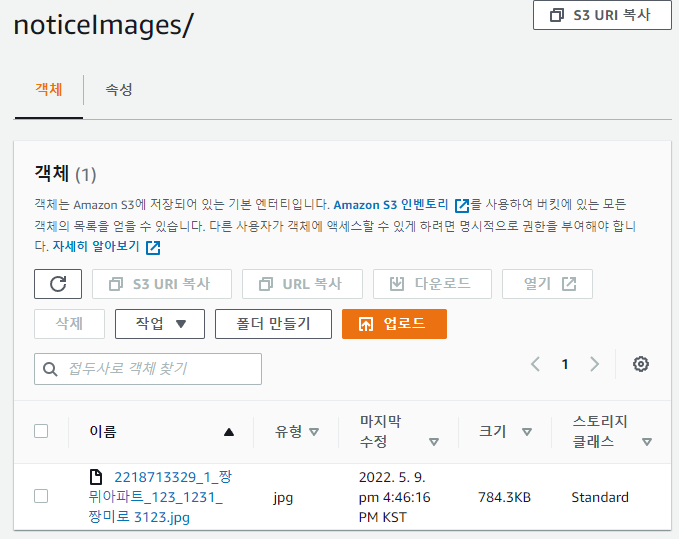 noticeImages/
S3 URI 복사
객체
속성
객체 (1)
객체는 Amazon S3에 저장되어 있는 기본 엔터티입니다. Amazon S3 인벤토리를 사용하여 버킷에 있는 모든
객체의 목록을 얻을 수 있습니다. 다른 사용자가 객체에 액세스할 수 있게 하려면 명시적으로 권한을 부여해야 합니
다. 자세히 알아보기
S3 URI 복사
URL 복사
다운로드
열기
삭제
작업
폴더 만들기
업로드
접두사로 객체 찾기
1
이름
유형
마지막
수정
크기
스토리지
클래스
2218713329_1_짱
뮈아파트_123_1231_
짱미로 3123.jpg
jpg
2022. 5. 9.
pm 4:46:16
PM KST
784.3KB
Standard